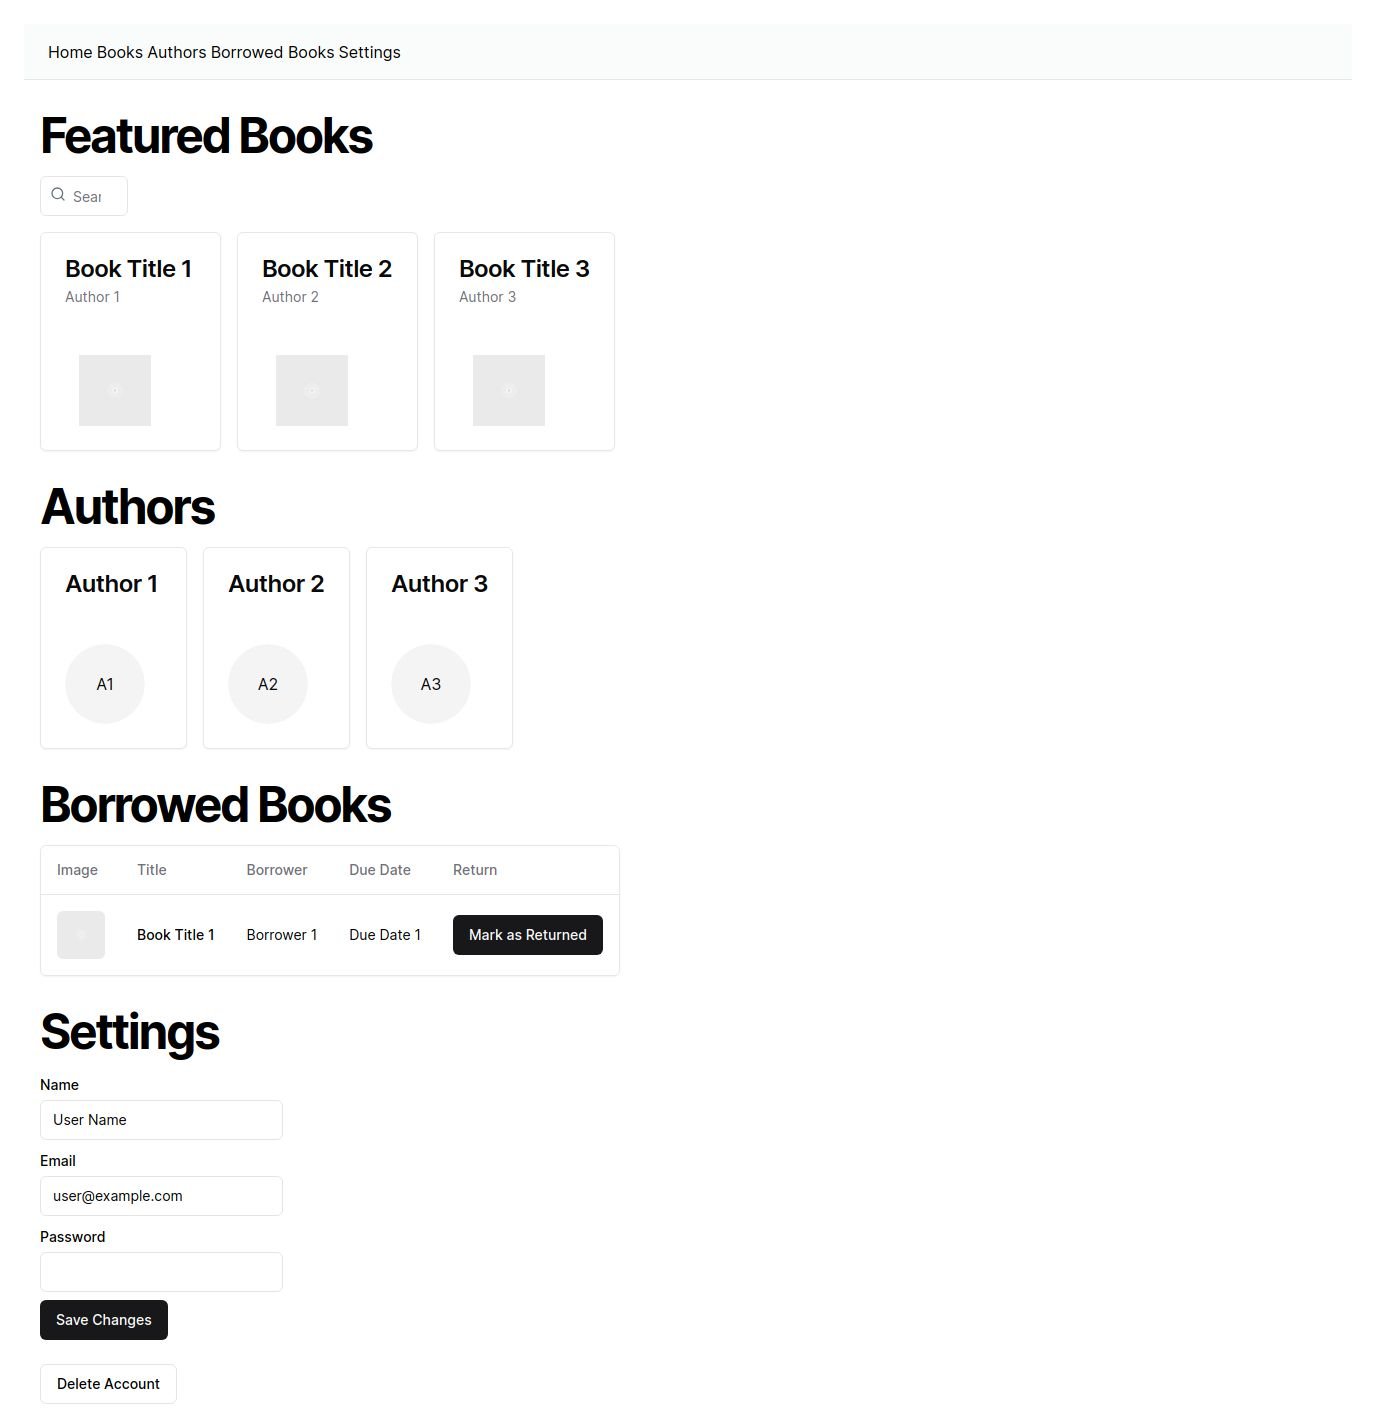 Home Books Authors Borrowed Books Settings
Featured Books
Sear
Book Title 1 Book Title 2 Book Title 3
Author 1 Author 2 Author 3
Authors
Author 1 Author 2 Author 3
A1 A2 A3
Borrowed Books
Image Title Borrower Due Date Return
Book Title 1 Borrower 1 Due Date 1 Mark as Returned
Settings
Name
User Name
Email
user@example.com
Password
Save Changes
Delete Account